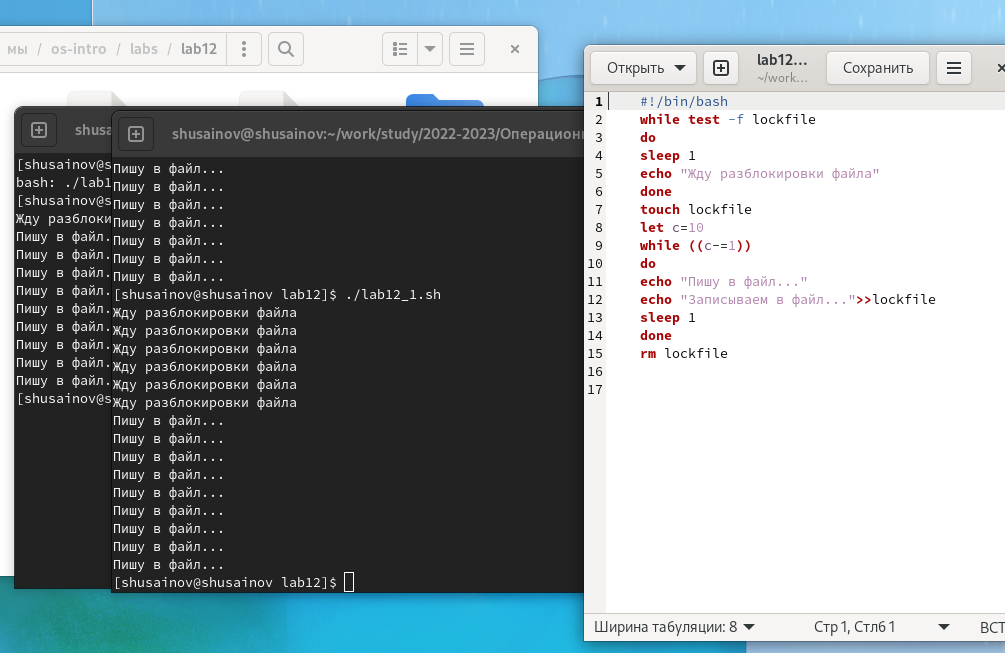 мы / os-intro / labs / lab12
shusa
[shusainov@s
bash: ./lab1
[shusainov@s
Жду разблоки
Пишу в файл.
Пишу в файл.
Пишу в файл.
Пишу в файл.
Пишу в файл.
Пишу в файл.
Пишу в файл.
Пишу в файл.
Пишу в файл.
[shusainov@s
shusainov@shusainov:~/work/study/2022-2023/Операционн
Пишу в файл...
Пишу в файл...
Пишу в файл...
Пишу в файл...
Пишу в файл...
Пишу в файл...
Пишу в файл...
[shusainov@shusainov lab12]$ ./lab12_1.sh
Жду разблокировки файла
Жду разблокировки файла
Жду разблокировки файла
Жду разблокировки файла
Жду разблокировки файла
Жду разблокировки файла
Пишу в файл...
Пишу в файл...
Пишу в файл...
Пишу в файл...
Пишу в файл...
Пишу в файл...
Пишу в файл...
Пишу в файл...
Пишу в файл...
[shusainov@shusainov lab12]$
Открыть
lab12...
~/work...
Сохранить
1 #!/bin/bash
2 while test -f lockfile
3 do
4 sleep 1
5 echo "Жду разблокировки файла"
6 done
7 touch lockfile
8 let c=10
9 while ((c-=1))
10 do
11 echo "Пишу в файл..."
12 echo "Записываем в файл...">>lockfile
13 sleep 1
14 done
15 rm lockfile
16
17
Ширина табуляции: 8 Стр 1, Стлб 1 ВСТ